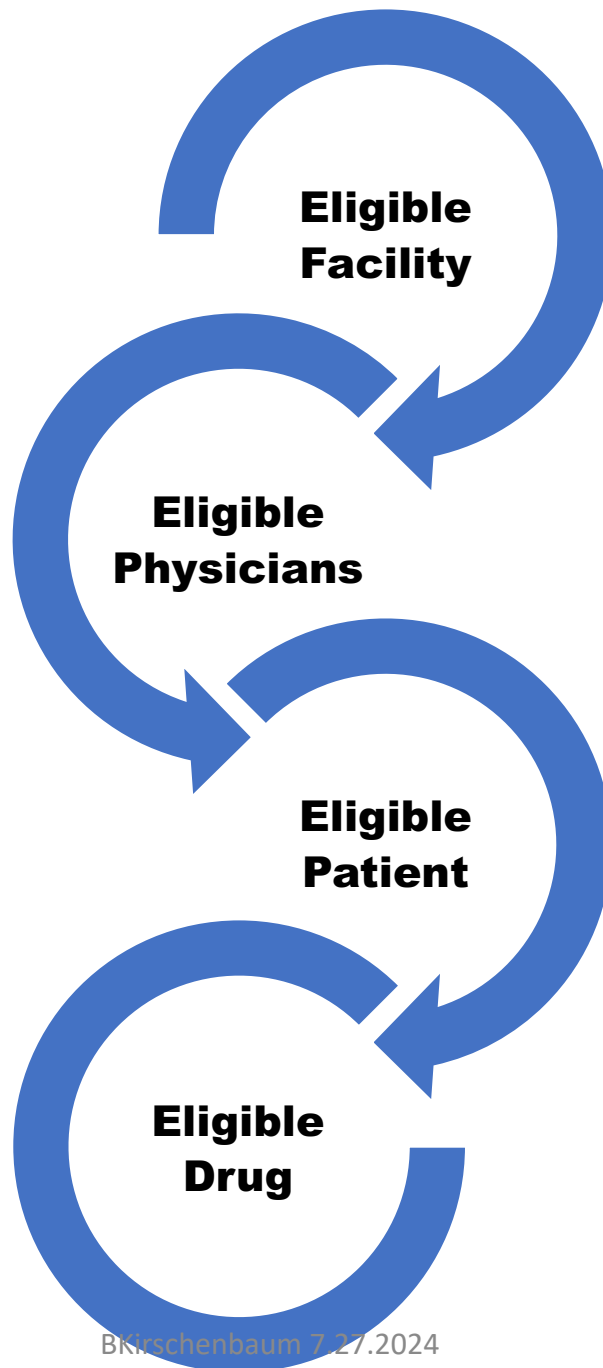 Eligible
Facility
Eligible
Physicians
Eligible
Patient
Eligible
Drug
BKirschenbaum 7.27.2024